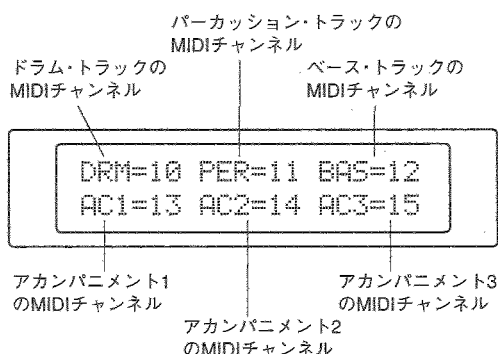 パーカッション・トラックの
MIDIチャンネル
ドラム・トラックの
MIDIチャンネル
ベース・トラックの
MIDIチャンネル
DRM=10 PER=11 BAS=12
AC1=13 AC2=14 AC3=15
アカンパニメント1
のMIDIチャンネル
アカンパニメント2
のMIDIチャンネル
アカンパニメント3
のMIDIチャンネル